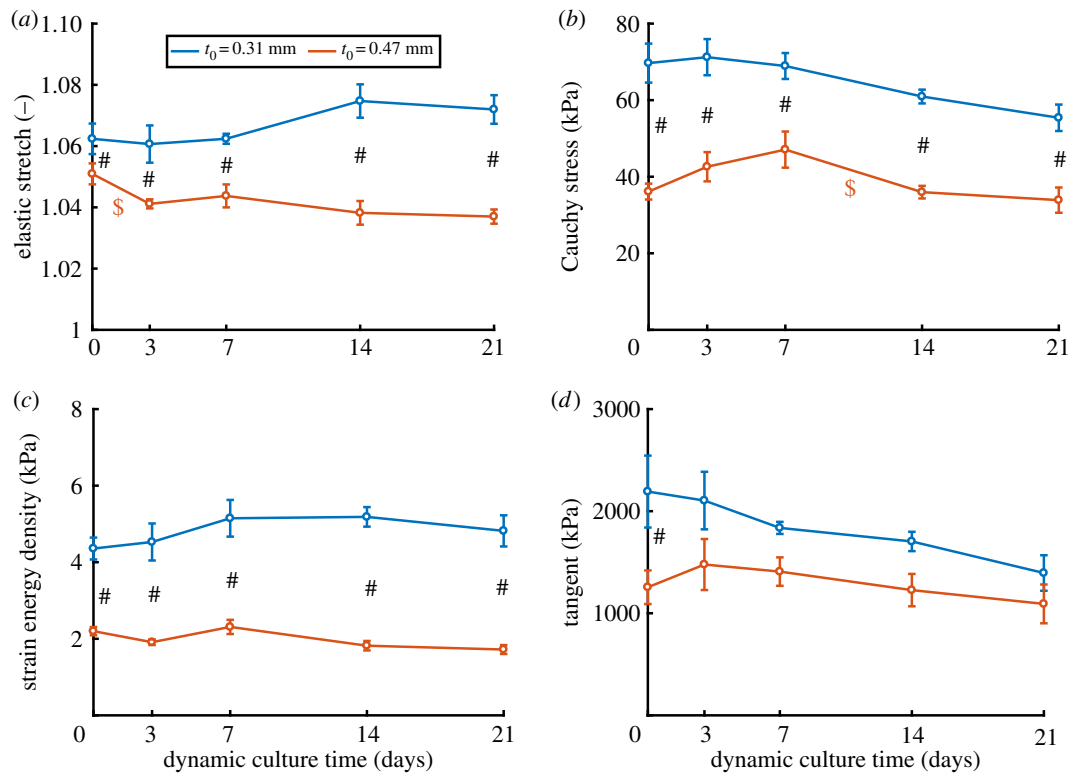 (a)
1.10
1.08
1.06
1.04
1.02
1
elastic stretch (–)
t0 = 0.31 mm t0 = 0.47 mm
# # # # #
$
0 3 7 14 21
(b)
80
60
40
20
Cauchy stress (kPa)
# # # # #
$
0 3 7 14 21
(c)
8
6
4
2
strain energy density (kPa)
# # # # #
0 3 7 14 21
dynamic culture time (days)
(d)
3000
2000
1000
tangent (kPa)
#
0 3 7 14 21
dynamic culture time (days)